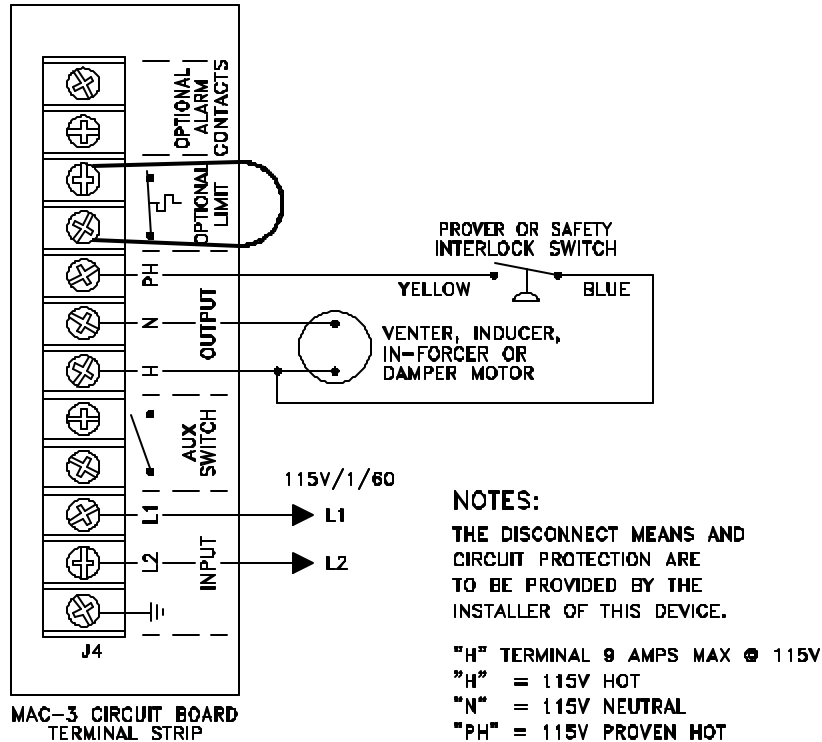 OPTIONAL
ALARM
CONTACTS
OPTIONAL
LIMIT
PH
N
H
OUTPUT
PROVER OR SAFETY
INTERLOCK SWITCH
YELLOW
BLUE
VENTER, INDUCER,
IN-FORCER OR
DAMPER MOTOR
AUX
SWITCH
115V/1/60
L1
L1
L2
L2
INPUT
J4
MAC-3 CIRCUIT BOARD
TERMINAL STRIP
NOTES:
THE DISCONNECT MEANS AND
CIRCUIT PROTECTION ARE
TO BE PROVIDED BY THE
INSTALLER OF THIS DEVICE.
"H" TERMINAL 9 AMPS MAX @ 115V
"H" = 115V HOT
"N" = 115V NEUTRAL
"PH" = 115V PROVEN HOT